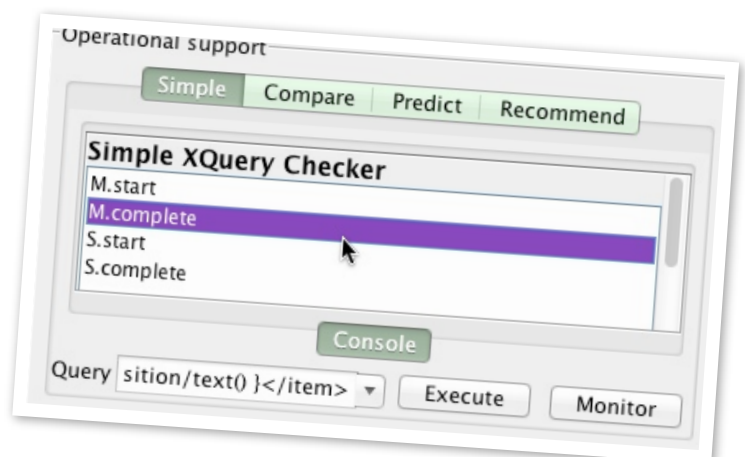 Operational support
Simple Compare Predict Recommend
Simple XQuery Checker
M.start
M.complete
S.start
S.complete
Console
Query sition/text() }</item> Execute Monitor